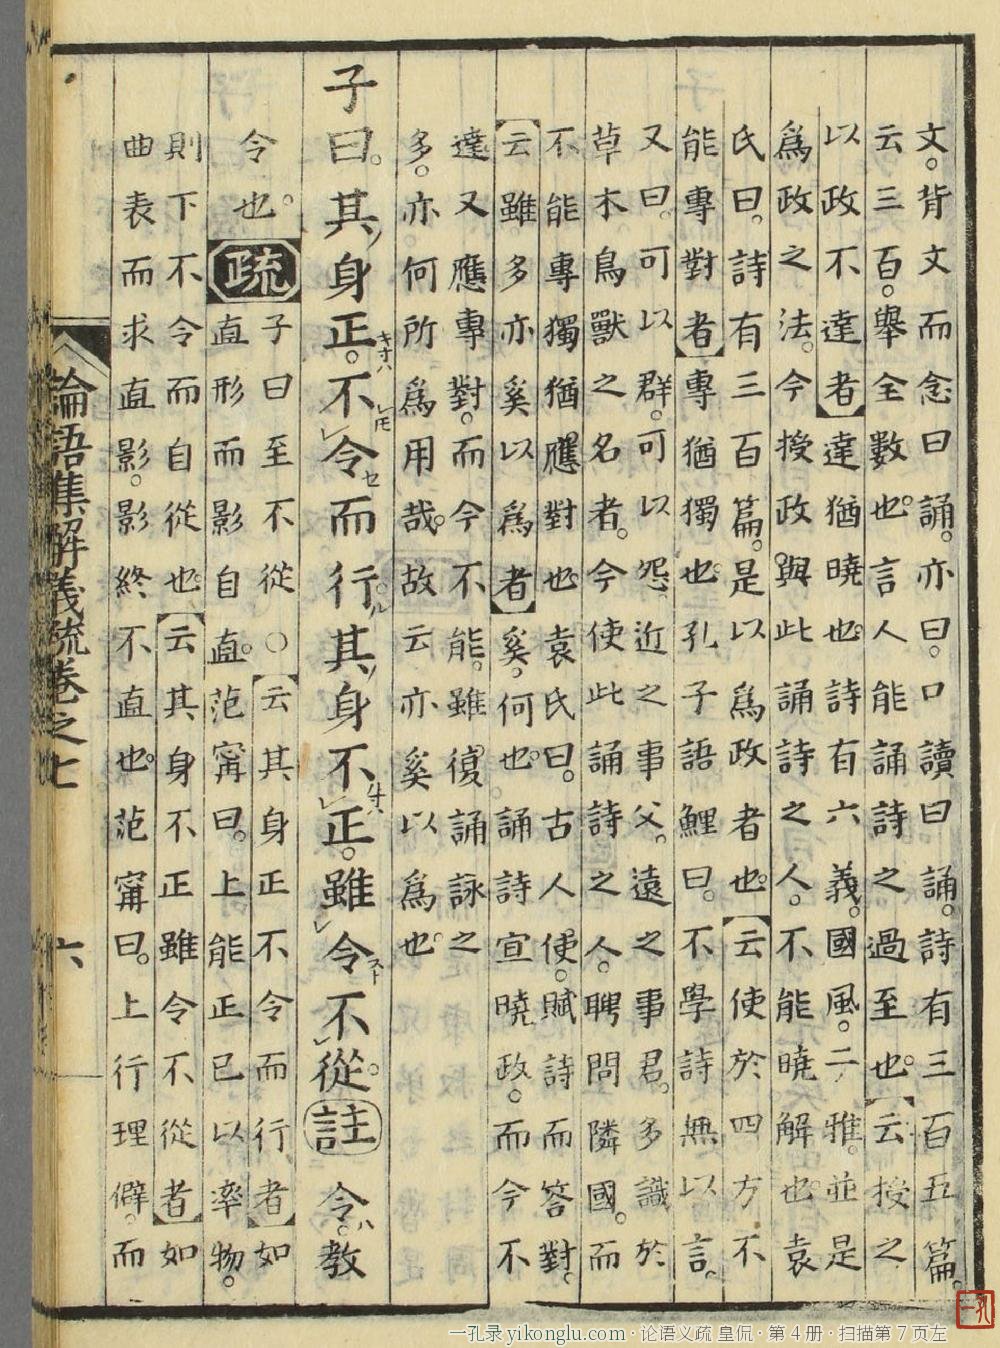 文。背文而念曰誦。亦曰。口讀曰誦。詩有三百五篇。
云三百。舉全數也。言人能誦詩之過至也。【云授之
以政不達者】達猶曉也。詩有六義。國風。二雅。並是
爲政之法。今授政與此誦詩之人。不能曉解也。袁
氏曰。詩有三百篇。是以爲政者也。【云使於四方不
能專對者】專猶獨也。孔子語鯉曰。不學詩無以言。
又曰。可以群。可以怨。近之事父。遠之事君。多識於
草木鳥獸之名者。今使此誦詩之人。聘問隣國。而
不能專獨猶應對也。袁氏曰。古人使。賦詩而答對。
【云雖多亦奚以爲者】奚。何也。誦詩宣曉政。而今不
達又應專對。而今不能。雖復誦詠之
多。亦何所爲用哉。故云亦奚以爲也。
子曰。其身正。不令而行。其身不正。雖令不從。註 令。教
令也。疏
子曰至不從○【云其身正不令而行者】如
直形而影自直。范甯曰。上能正己以率物。
則下不令而自從也。【云其身不正雖令不從者】如
曲表而求直影。影終不直也。范甯曰。上行理僻。而
論語集解義疏卷之七 六
一孔
一孔录 yikonglu.com · 论语义疏 皇侃 · 第 4 册 · 扫描第 7 页左